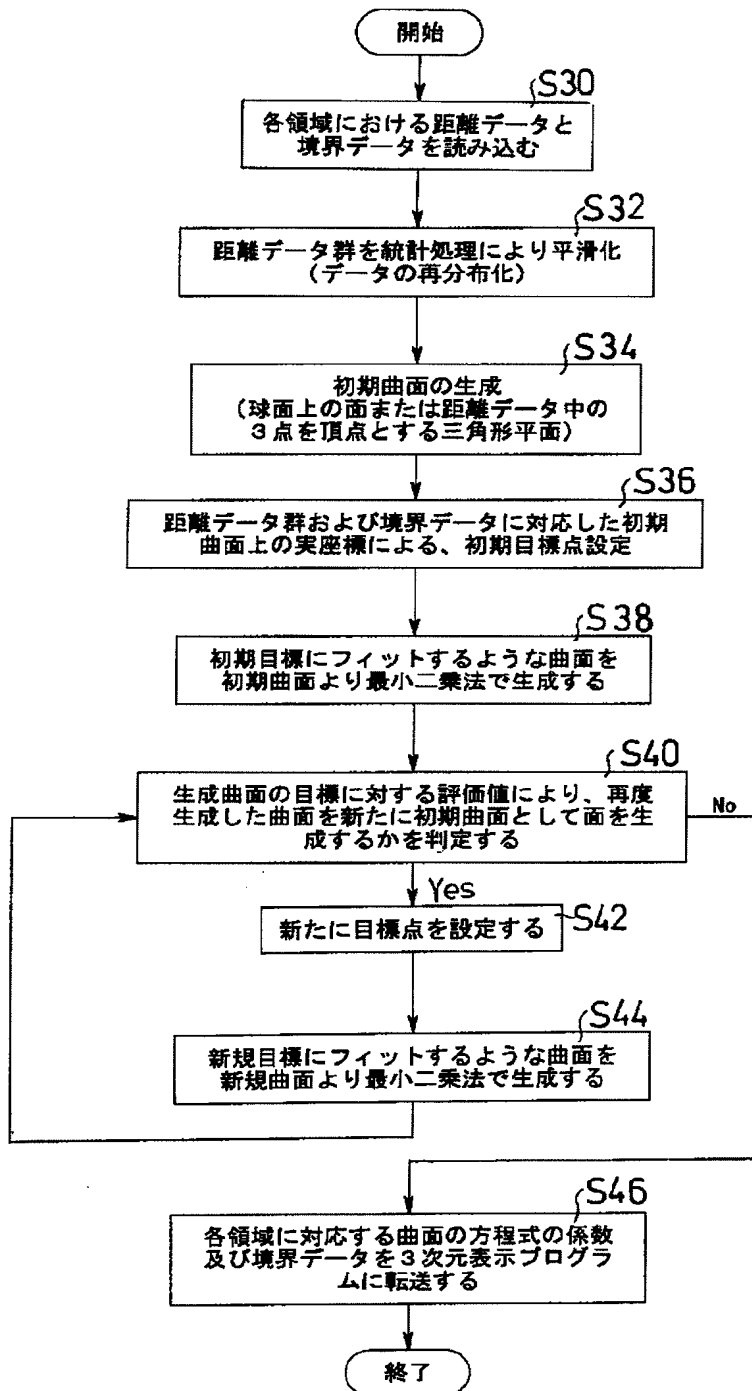 開始
S30
各領域における距離データと
境界データを読み込む
S32
距離データ群を統計処理により平滑化
(データの再分布化)
S34
初期曲面の生成
(球面上の面または距離データ中の
3点を頂点とする三角形平面)
S36
距離データ群および境界データに対応した初期
曲面上の実座標による、初期目標点設定
S38
初期目標にフィットするような曲面を
初期曲面より最小二乗法で生成する
S40
生成曲面の目標に対する評価値により、再度
生成した曲面を新たに初期曲面として面を生
成するかを判定する
No
Yes
S42
新たに目標点を設定する
S44
新規目標にフィットするような曲面を
新規曲面より最小二乗法で生成する
S46
各領域に対応する曲面の方程式の係数
及び境界データを3次元表示プログラ
ムに転送する
終了